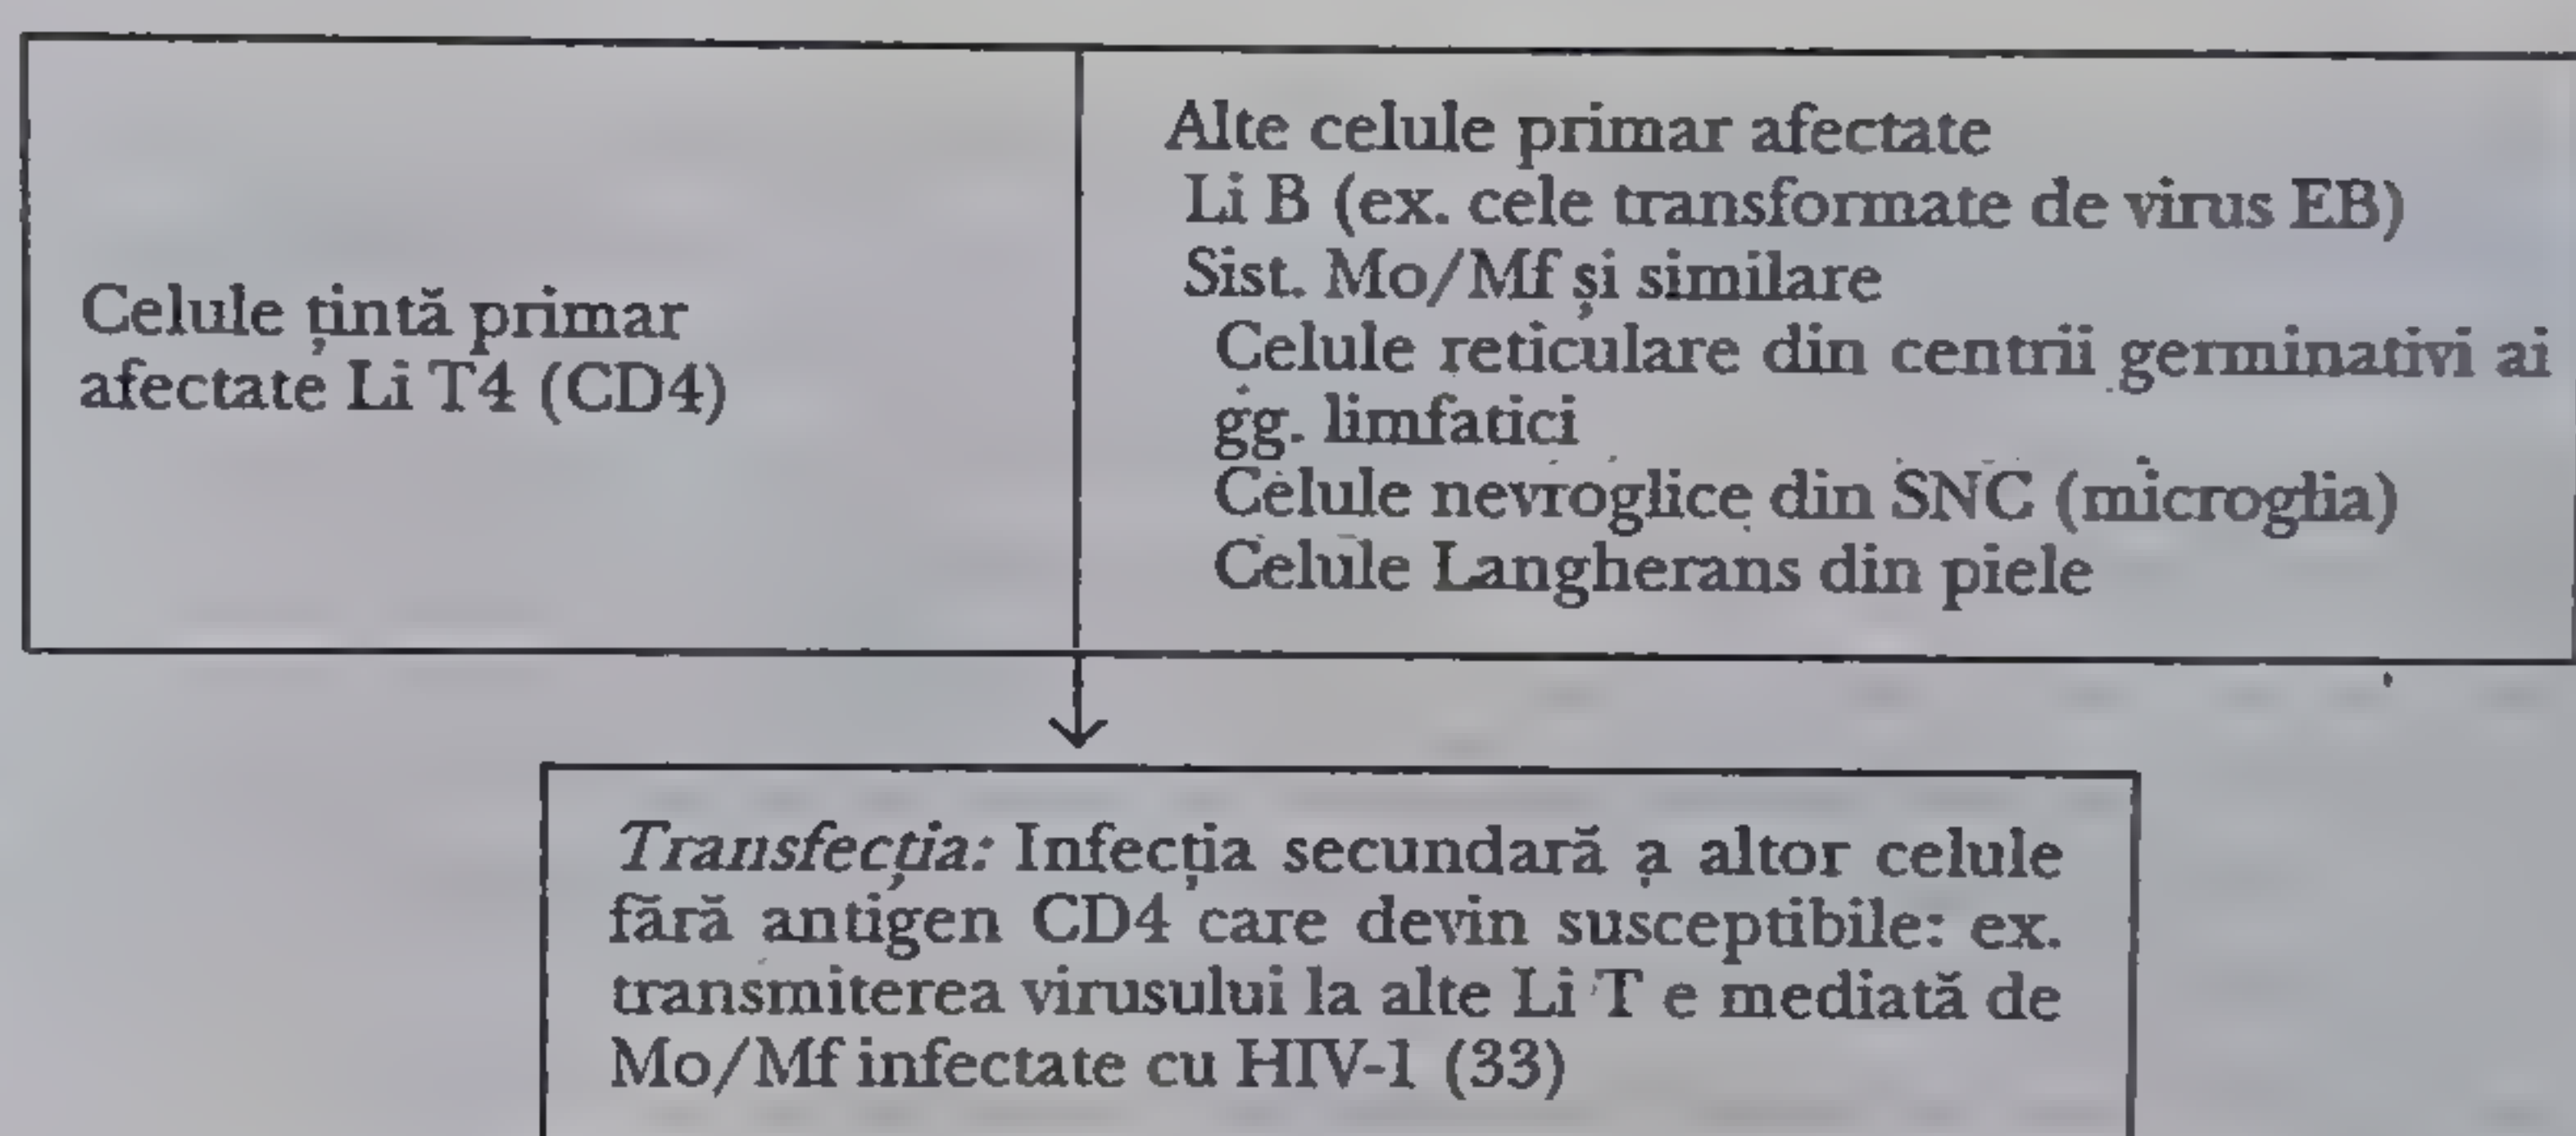 Celule țintă primar
afectate Li T4 (CD4)
Alte celule primar afectate
Li B (ex. cele transformate de virus EB)
Sist. Mo/Mf și similare
Celule reticulare din centrii germinativi ai
gg. limfatici
Celule nevroglice din SNC (microglia)
Celule Langherans din piele
Transfecția: Infecția secundară a altor celule
fără antigen CD4 care devin susceptibile: ex.
transmiterea virusului la alte Li T e mediată de
Mo/Mf infectate cu HIV-1 (33)